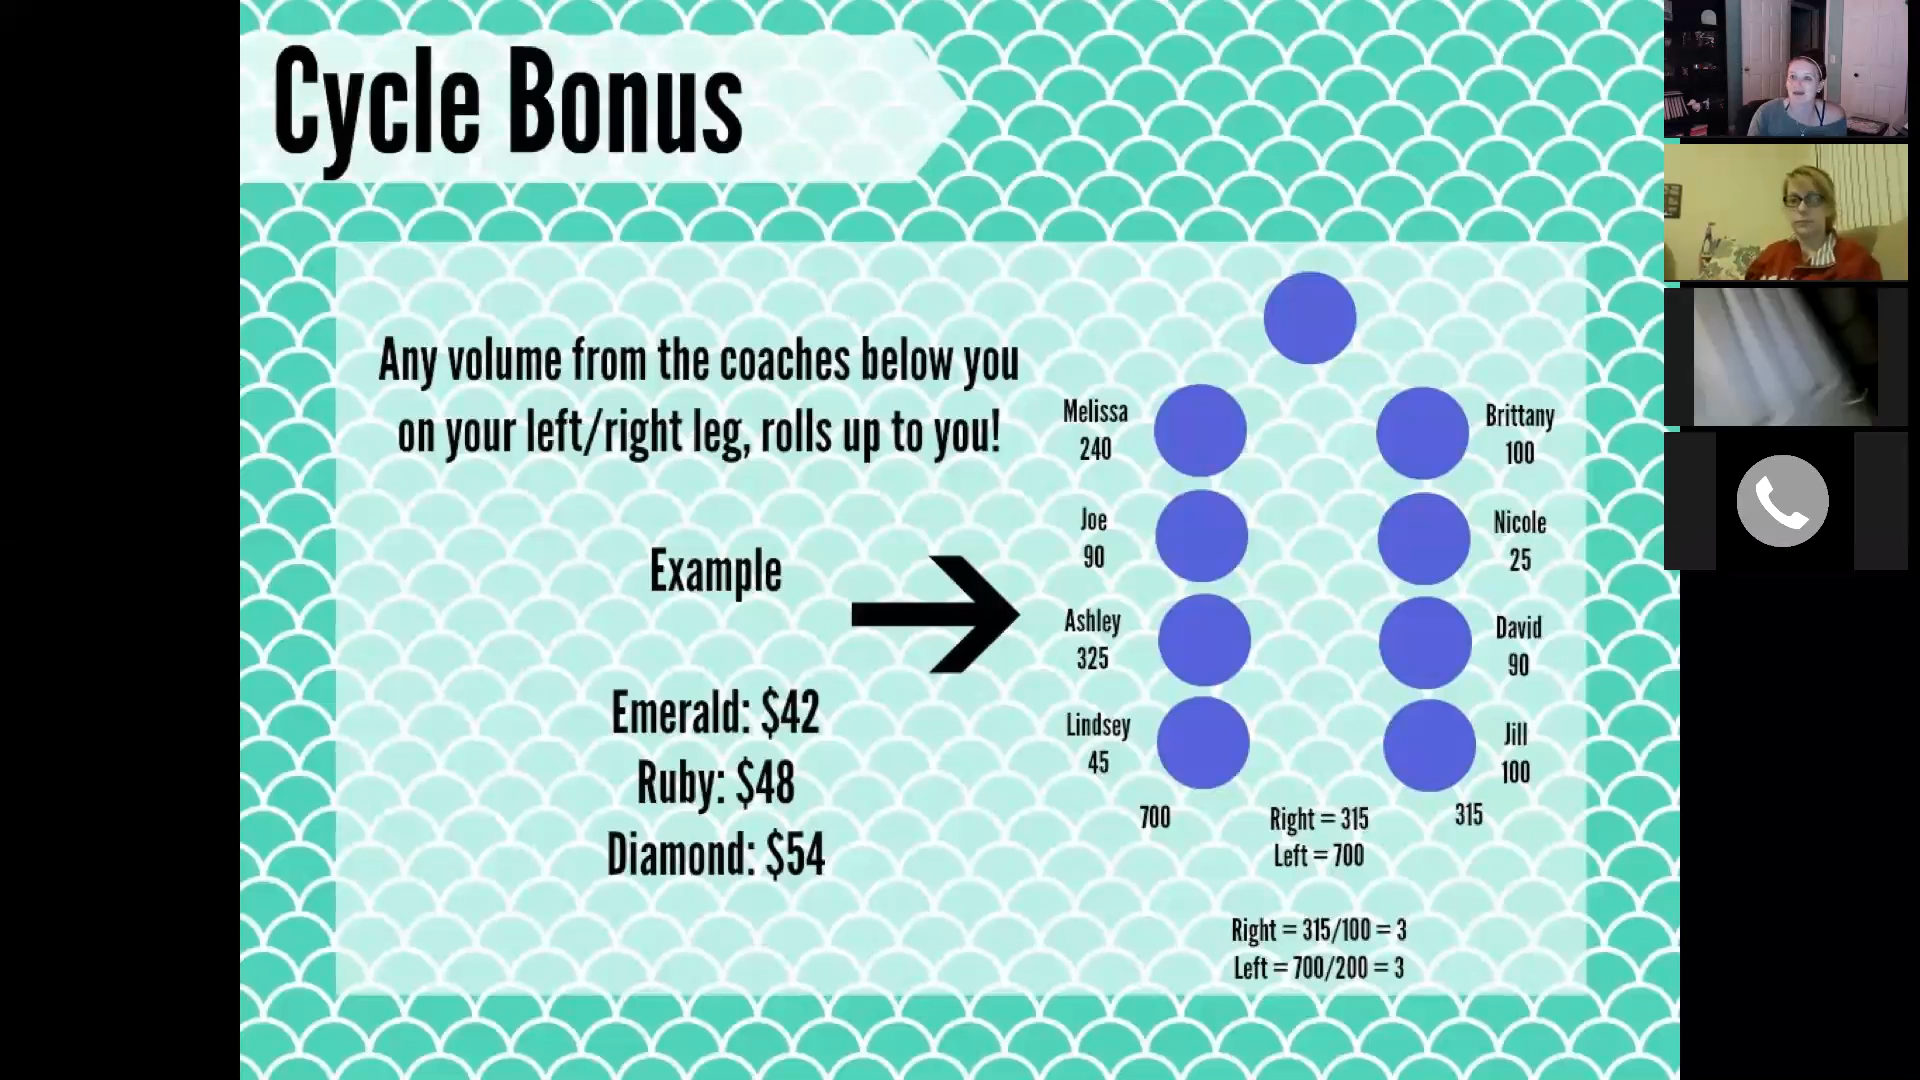 Cycle Bonus
Any volume from the coaches below you
on your left/right leg, rolls up to you!
Example
Emerald: $42
Ruby: $48
Diamond: $54
Melissa
240
Joe
90
Ashley
325
Lindsey
45
700
Brittany
100
Nicole
25
David
90
Jill
100
315
Right = 315
Left = 700
Right = 315/100 = 3
Left = 700/200 = 3